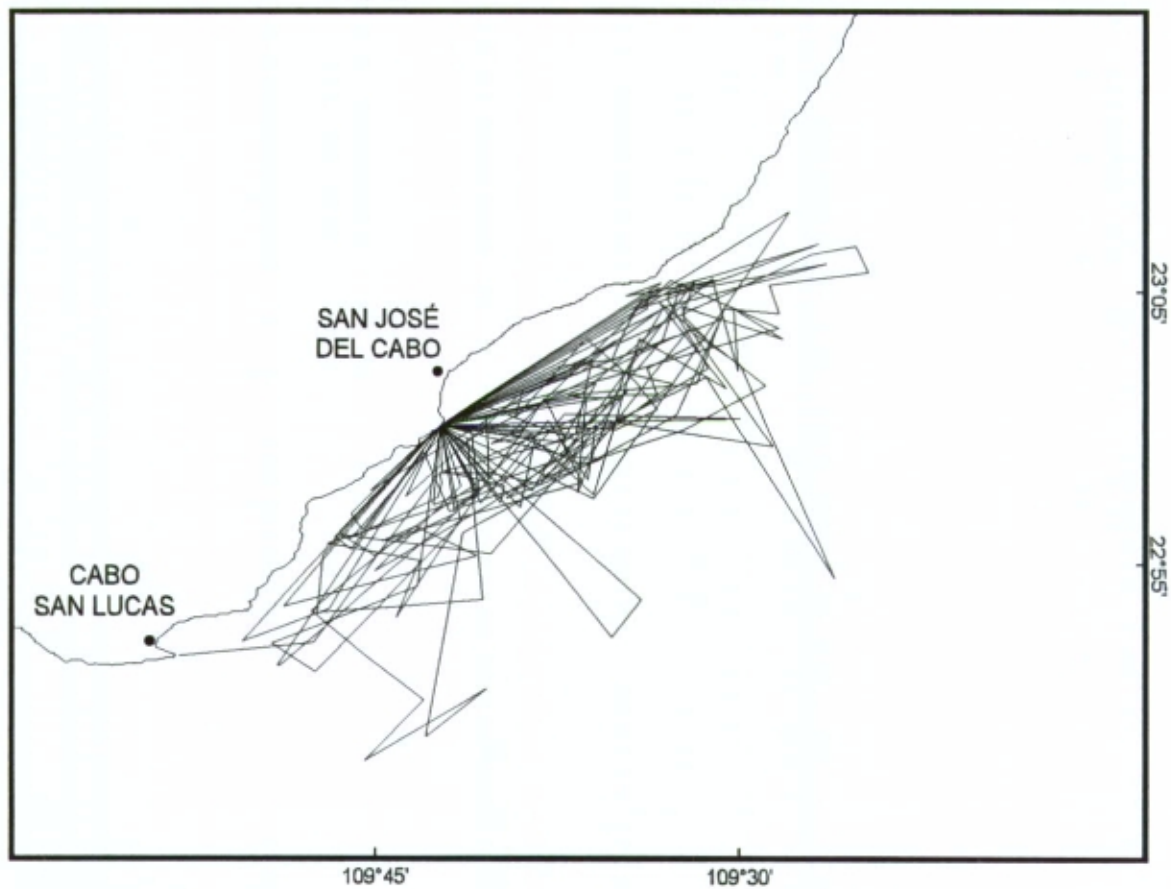 SAN JOSÉ
DEL CABO
CABO
SAN LUCAS
23°05'
22°55'
109°45'
109°30'